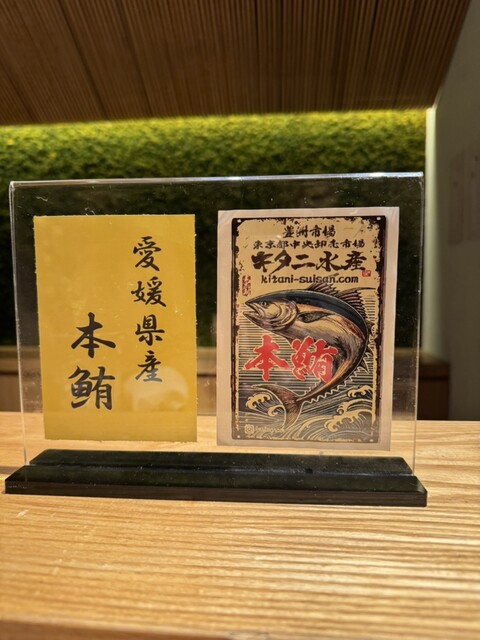 愛媛県産
本鮪
豊洲市場
東京都中央卸売市場
キタニ水産
kitani-suisan.com
本鮪